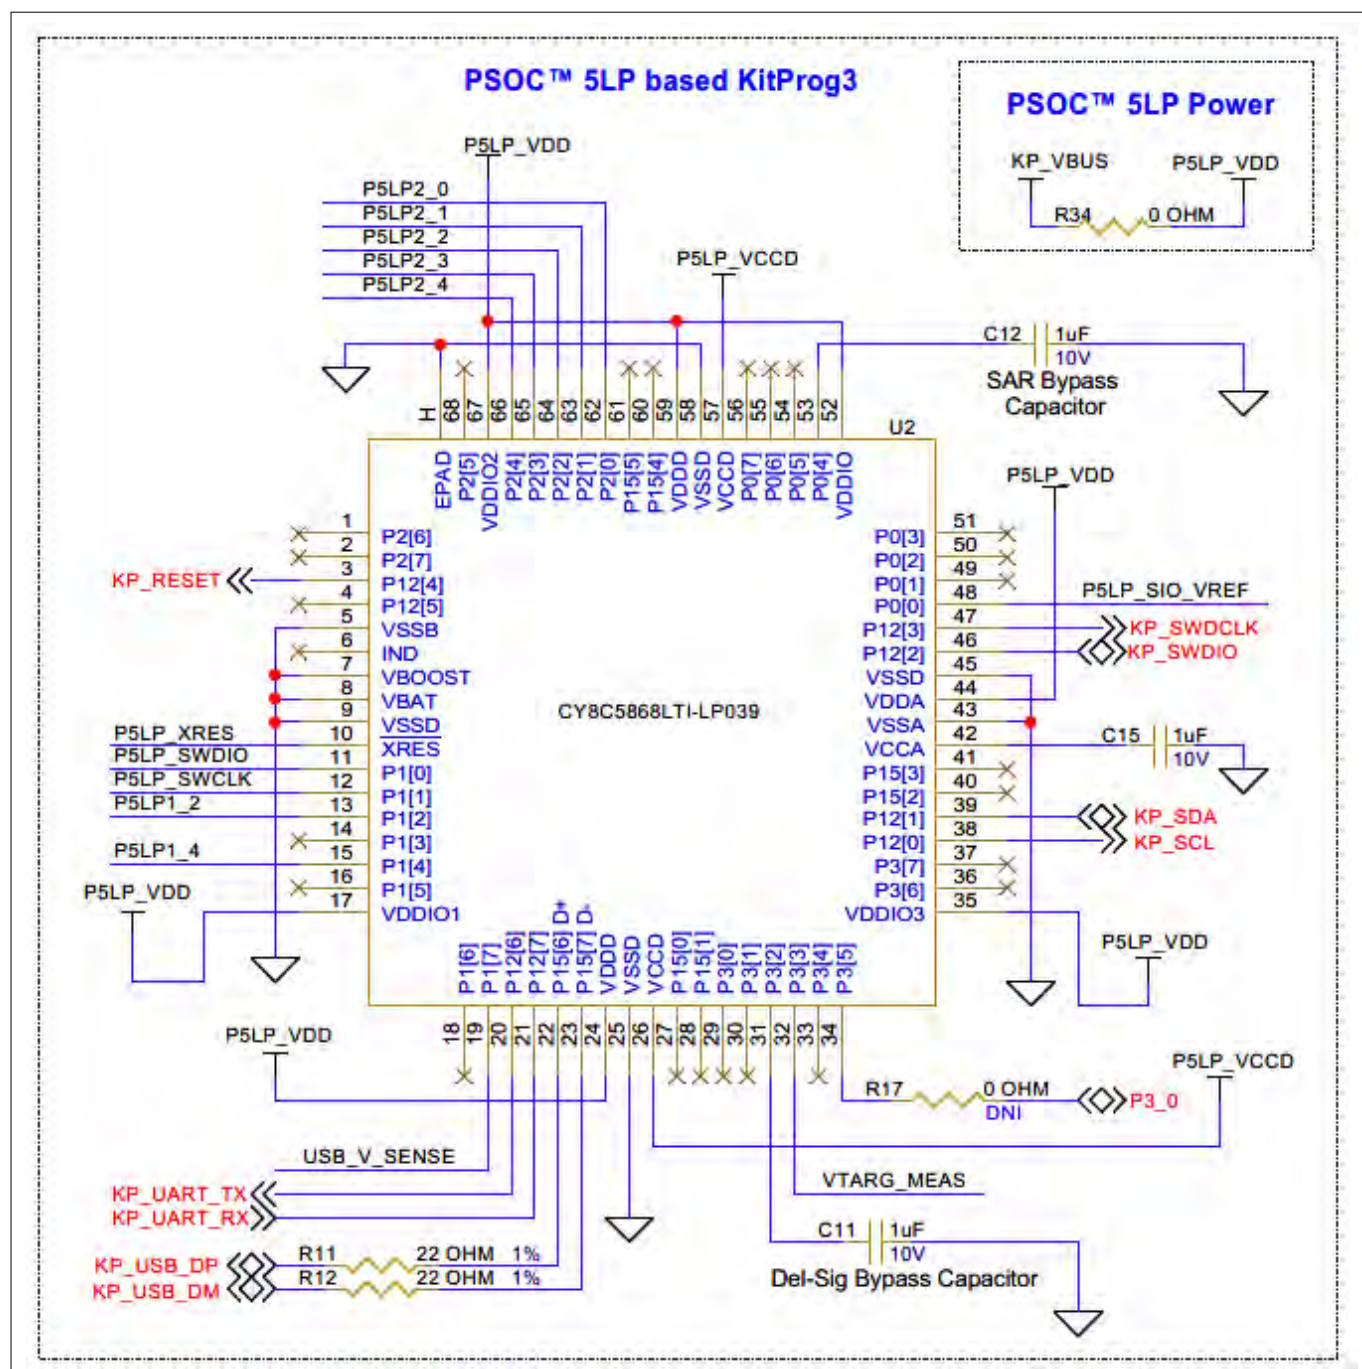 PSOC™ 5LP based KitProg3
PSOC™ 5LP Power
KP_VBUS
P5LP_VDD
R34
0 OHM
P5LP_VDD
P5LP2_0
P5LP2_1
P5LP2_2
P5LP2_3
P5LP2_4
P5LP_VCCD
C12
1uF
10V
SAR Bypass
Capacitor
H
68
67
66
65
64
63
62
61
60
59
58
57
56
55
54
53
52
U2
EPAD
P2[5]
VDDIO2
P2[4]
P2[3]
P2[2]
P2[1]
P2[0]
P15[5]
P15[4]
VDDD
VSSD
VCCD
P0[7]
P0[6]
P0[5]
P0[4]
VDDIO
P5LP_VDD
1 P2[6]
2 P2[7]
KP_RESET 3 P12[4]
4 P12[5]
5 VSSB
6 IND
7 VBOOST
8 VBAT
9 VSSD
P5LP_XRES 10 XRES
P5LP_SWDIO 11 P1[0]
P5LP_SWCLK 12 P1[1]
P5LP1_2 13 P1[2]
14 P1[3]
P5LP1_4 15 P1[4]
16 P1[5]
P5LP_VDD 17 VDDIO1
CY8C5868LTI-LP039
P0[3] 51
P0[2] 50
P0[1] 49
P0[0] 48 P5LP_SIO_VREF
P12[3] 47 KP_SWDCLK
P12[2] 46 KP_SWDIO
VSSD 45
VDDA 44
VSSA 43
VCCA 42
C15
1uF
10V
P15[3] 41
P15[2] 40
P12[1] 39 KP_SDA
P12[0] 38 KP_SCL
P3[7] 37
P3[6] 36
VDDIO3 35
P5LP_VDD
P1[6]
P1[7]
P12[6]
P12[7]
P15[6] D+
P15[7] D-
VDDD
VSSD
VCCD
P15[0]
P15[1]
P3[0]
P3[1]
P3[2]
P3[3]
P3[4]
P3[5]
18
19
20
21
22
23
24
25
26
27
28
29
30
31
32
33
34
P5LP_VDD
P5LP_VCCD
R17
0 OHM
DNI
P3_0
USB_V_SENSE
VTARG_MEAS
KP_UART_TX
KP_UART_RX
C11
1uF
10V
Del-Sig Bypass Capacitor
KP_USB_DP R11 22 OHM 1%
KP_USB_DM R12 22 OHM 1%